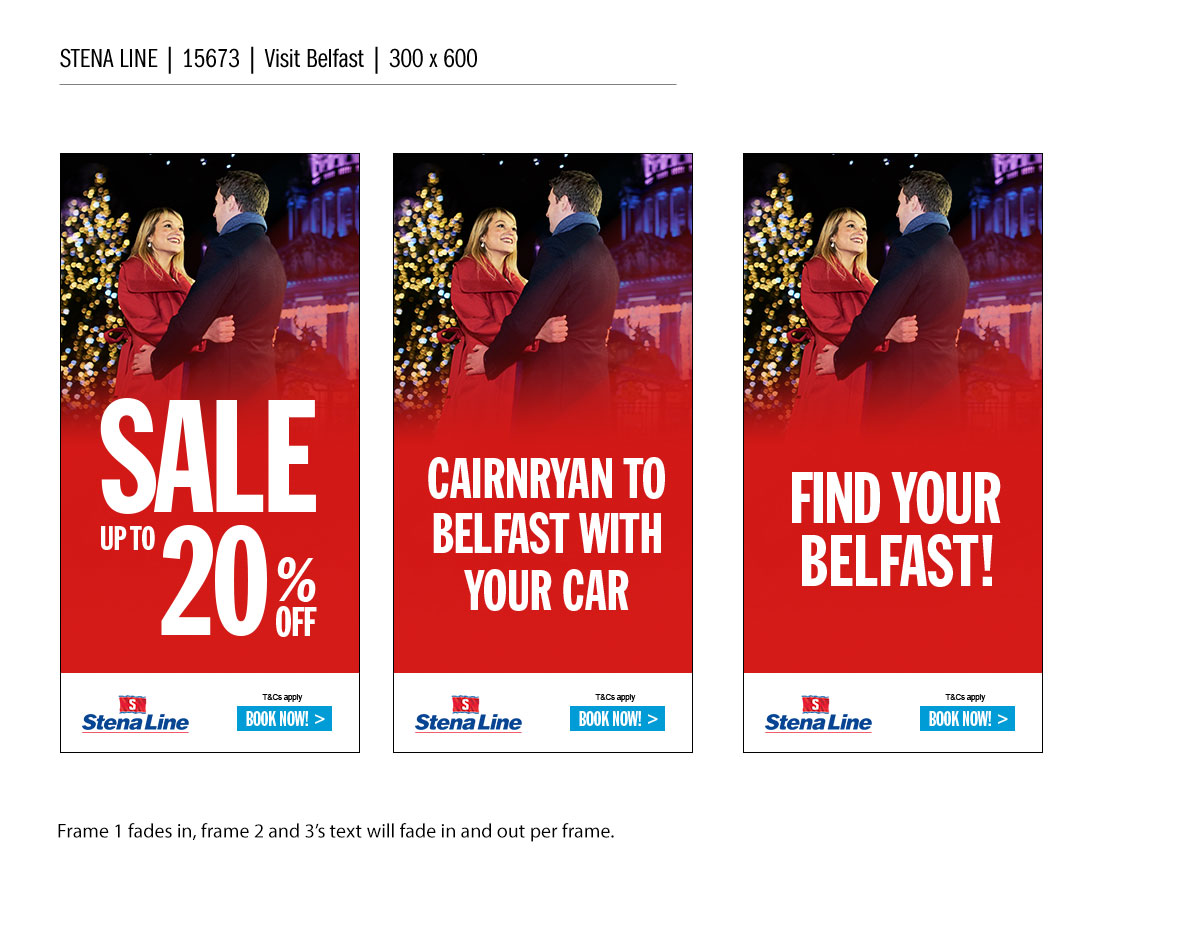 STENA LINE | 15673 | Visit Belfast | 300 x 600
SALE
UP TO 20% OFF
T&Cs apply
S
Stena Line
BOOK NOW! >
CAIRNRYAN TO
BELFAST WITH
YOUR CAR
T&Cs apply
S
Stena Line
BOOK NOW! >
FIND YOUR
BELFAST!
T&Cs apply
S
Stena Line
BOOK NOW! >
Frame 1 fades in, frame 2 and 3’s text will fade in and out per frame.